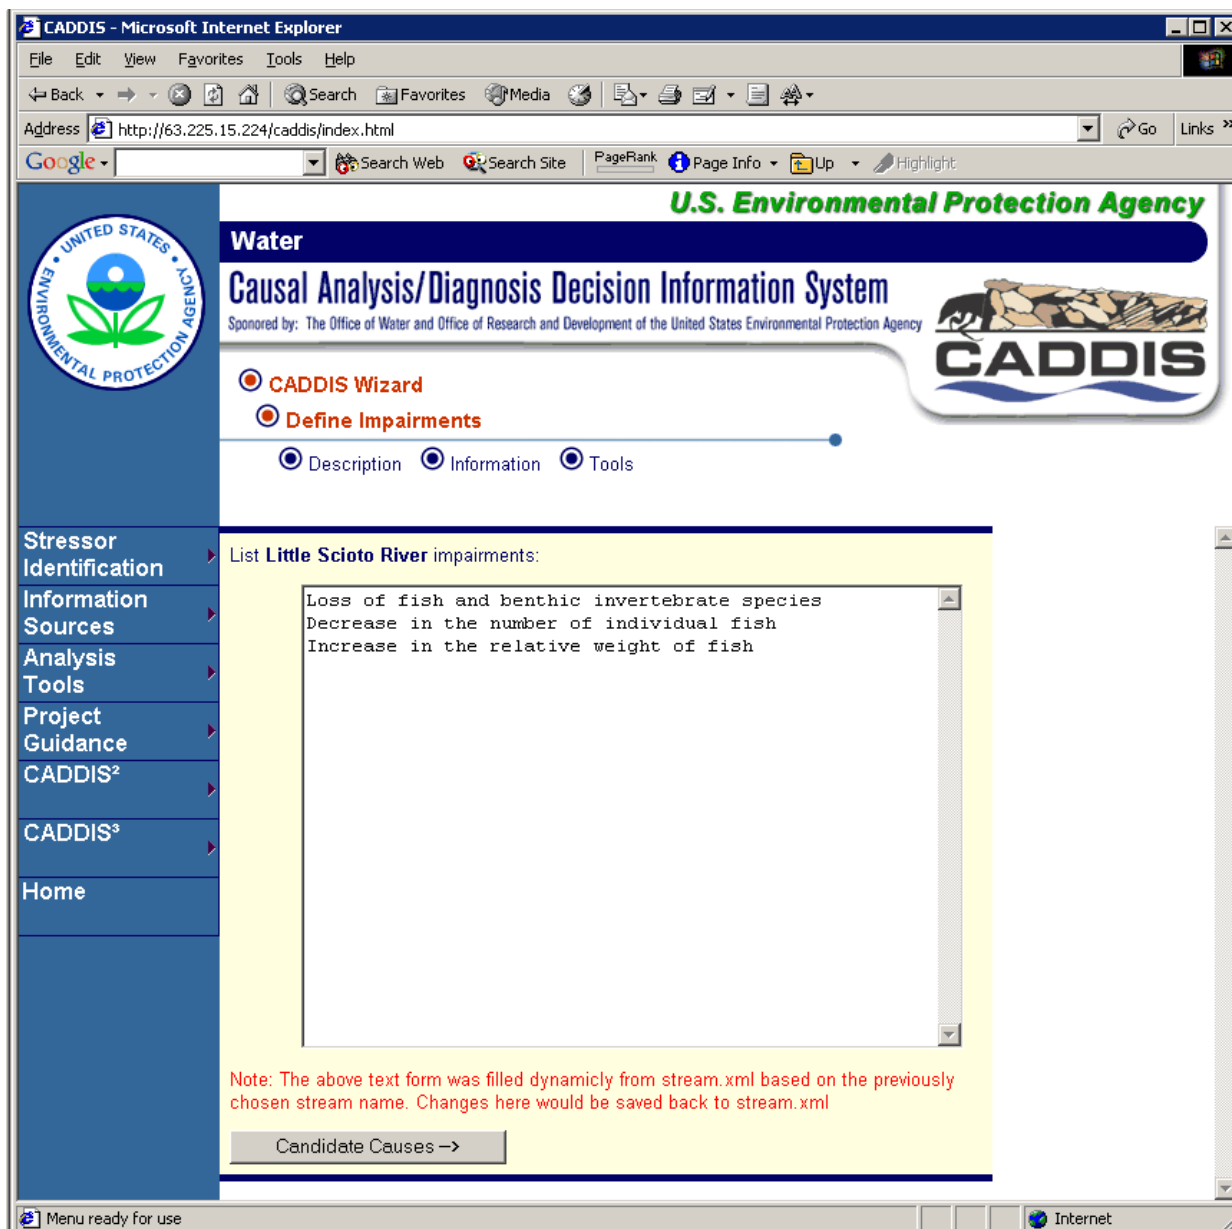 CADDIS - Microsoft Internet Explorer
File Edit View Favorites Tools Help
Back Search Favorites Media
Address http://63.225.15.224/caddis/index.html Go Links »
Google Search Web Search Site PageRank Page Info Up Highlight
U.S. Environmental Protection Agency
UNITED STATES • ENVIRONMENTAL PROTECTION AGENCY •
Water
Causal Analysis/Diagnosis Decision Information System
Sponored by: The Office of Water and Office of Research and Development of the United States Environmental Protection Agency
CADDIS
CADDIS Wizard
Define Impairments
Description Information Tools
Stressor
Identification
Information
Sources
Analysis
Tools
Project
Guidance
CADDIS²
CADDIS³
Home
List Little Scioto River impairments:
Loss of fish and benthic invertebrate species
Decrease in the number of individual fish
Increase in the relative weight of fish
Note: The above text form was filled dynamicly from stream.xml based on the previously
chosen stream name. Changes here would be saved back to stream.xml
Candidate Causes -->
Menu ready for use Internet